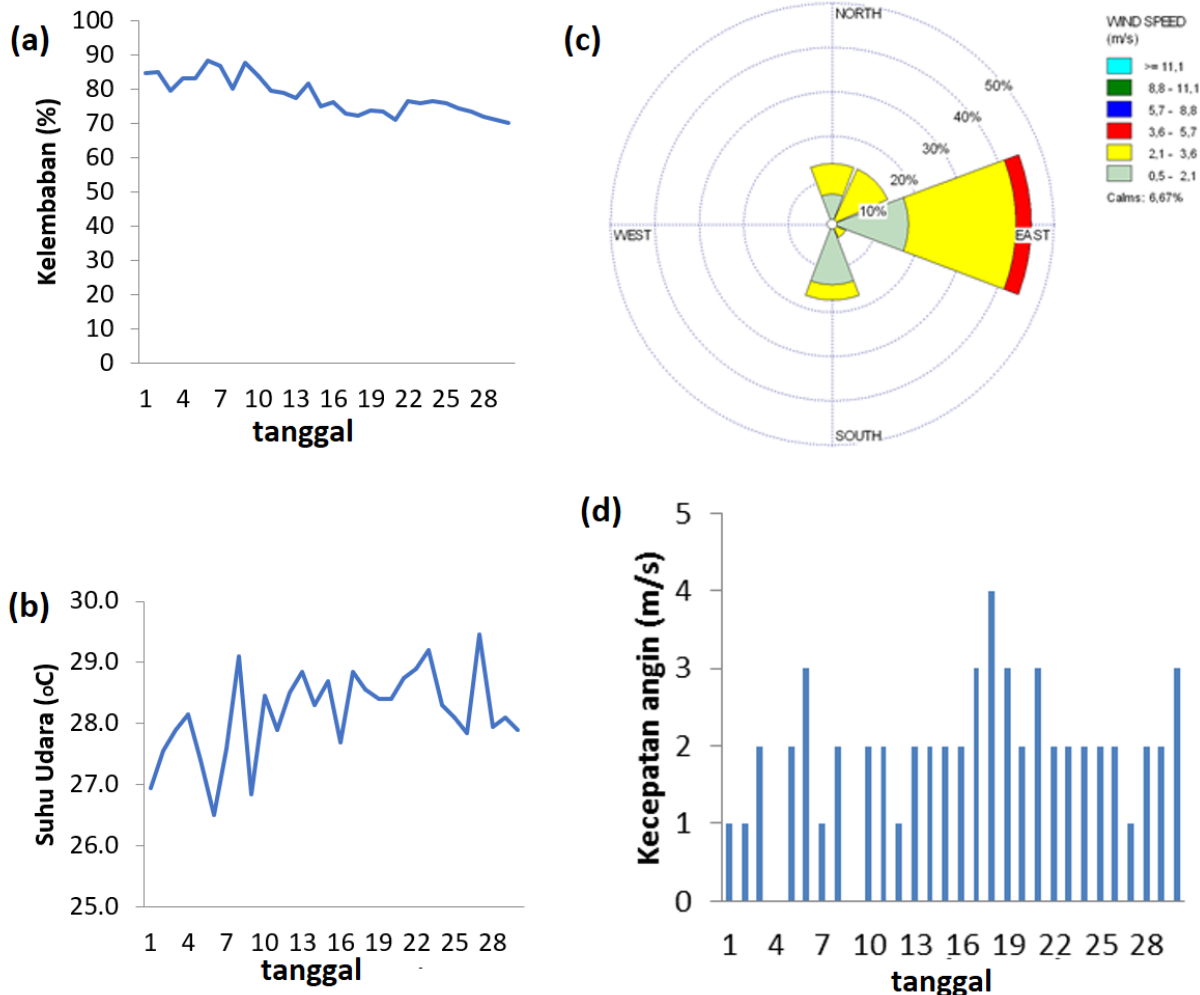 (a)
Kelembaban (%)
100
90
80
70
60
50
40
30
20
10
0
1 4 7 10 13 16 19 22 25 28
tanggal
(c)
NORTH
WEST
EAST
SOUTH
10%
20%
30%
40%
50%
WIND SPEED
(m/s)
>= 11,1
8,8 - 11,1
5,7 - 8,8
3,6 - 5,7
2,1 - 3,6
0,5 - 2,1
Calms: 6,67%
(b)
Suhu Udara (oC)
30.0
29.0
28.0
27.0
26.0
25.0
1 4 7 10 13 16 19 22 25 28
tanggal
(d)
Kecepatan angin (m/s)
5
4
3
2
1
0
1 4 7 10 13 16 19 22 25 28
tanggal